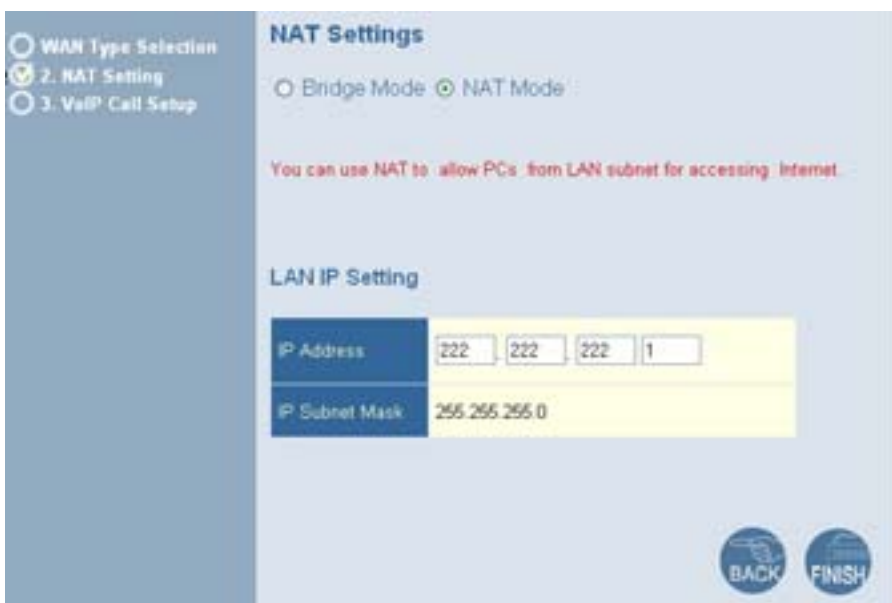 WAN Type Selection
2. NAT Setting
3. VoIP Call Setup
NAT Settings
Bridge Mode NAT Mode
You can use NAT to allow PCs from LAN subnet for accessing Internet.
LAN IP Setting
IP Address 222 . 222 . 222 1
IP Subnet Mask 255.255.255.0
BACK FINISH